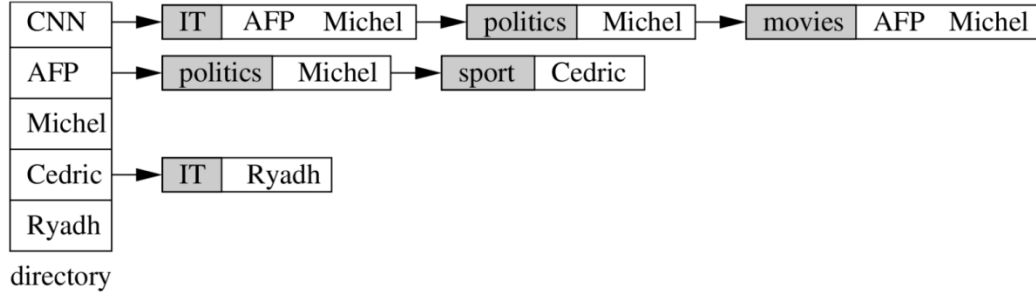 CNN IT AFP Michel politics Michel movies AFP Michel
AFP politics Michel sport Cedric
Michel
Cedric IT Ryadh
Ryadh
directory